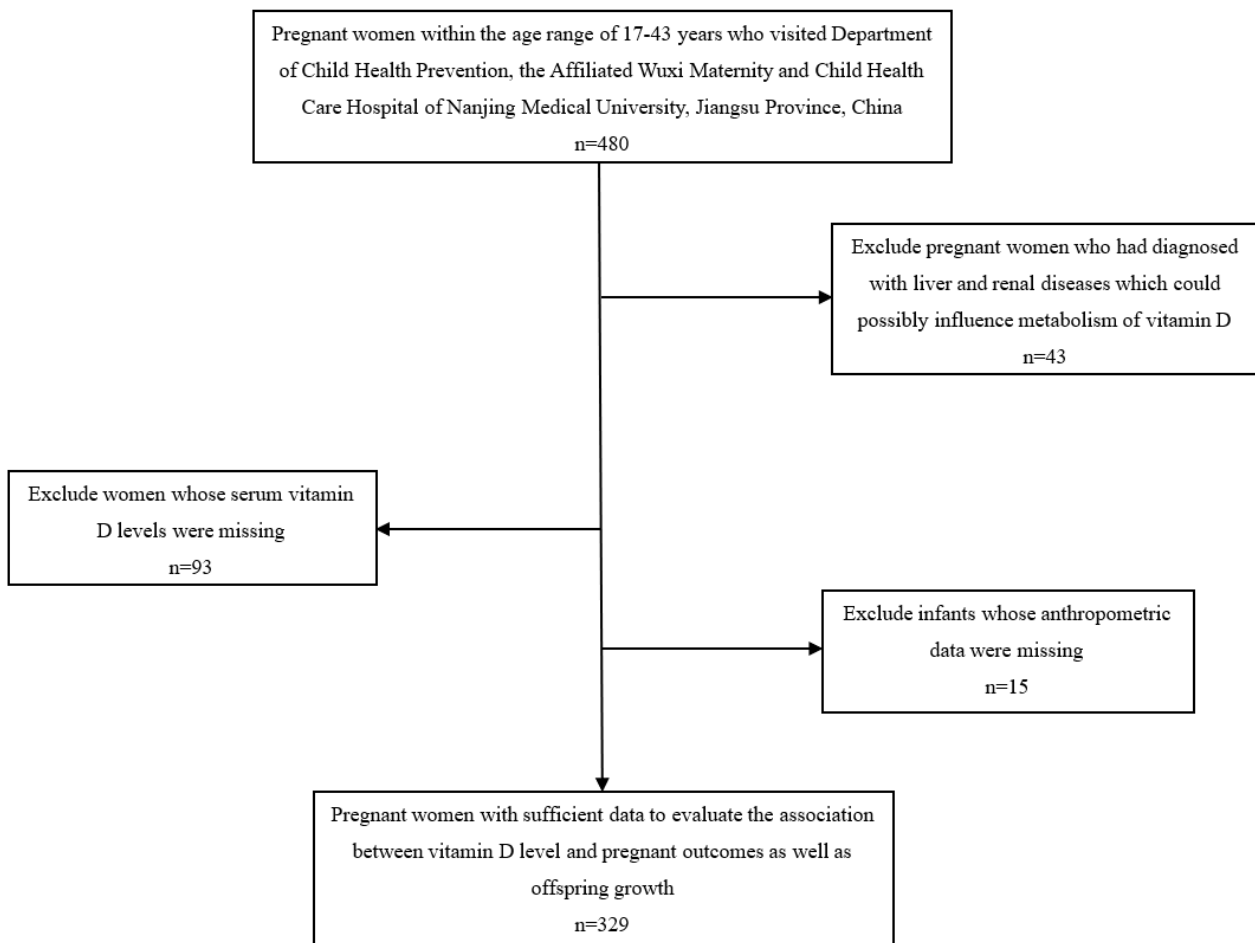 Pregnant women within the age range of 17-43 years who visited Department
of Child Health Prevention, the Affiliated Wuxi Maternity and Child Health
Care Hospital of Nanjing Medical University, Jiangsu Province, China
n=480
Exclude pregnant women who had diagnosed
with liver and renal diseases which could
possibly influence metabolism of vitamin D
n=43
Exclude women whose serum vitamin
D levels were missing
n=93
Exclude infants whose anthropometric
data were missing
n=15
Pregnant women with sufficient data to evaluate the association
between vitamin D level and pregnant outcomes as well as
offspring growth
n=329